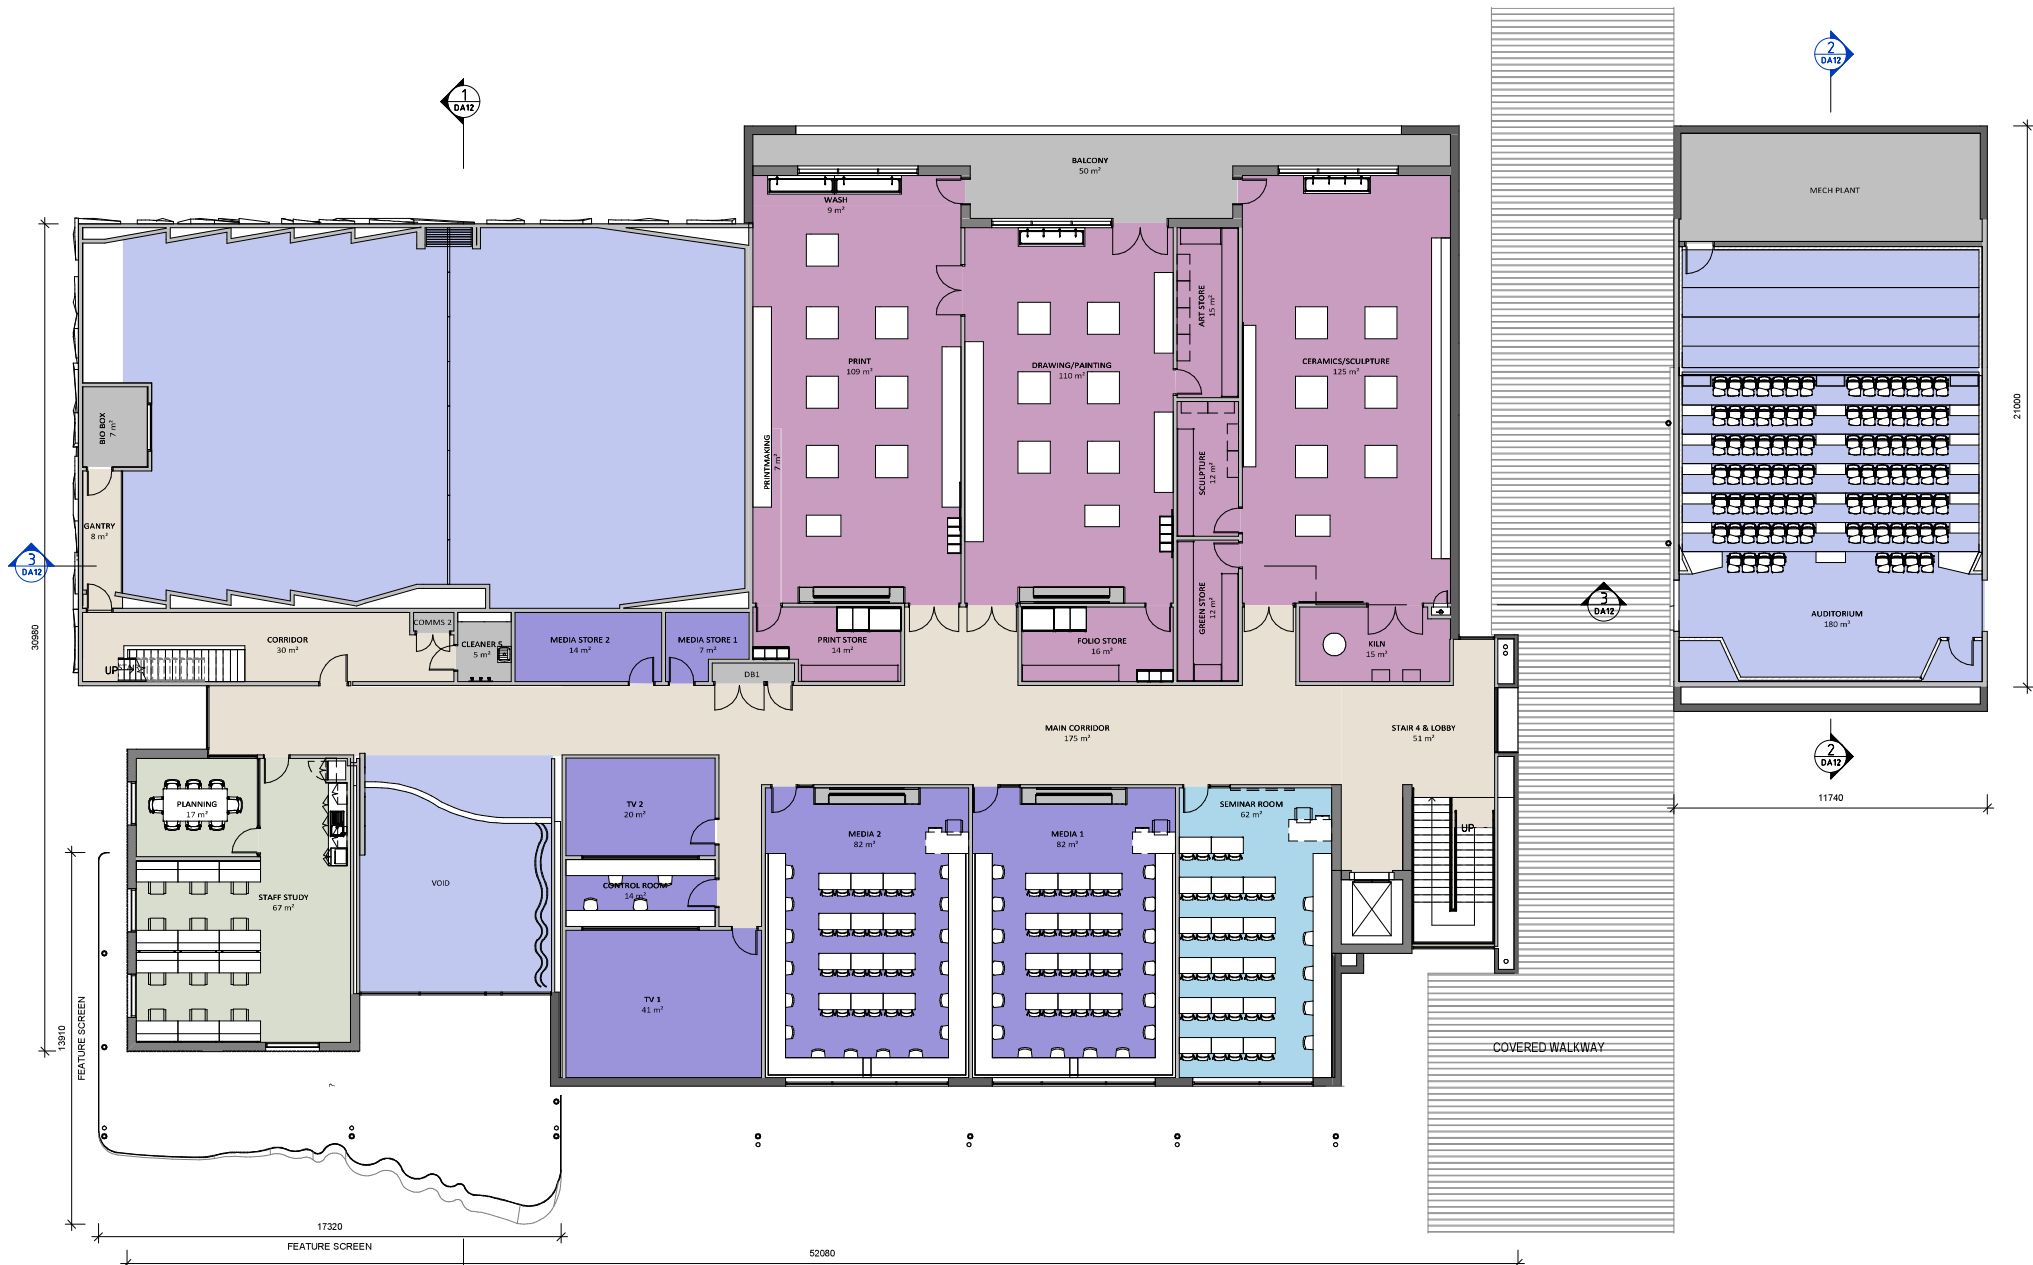 1
DA12
2
DA12
BALCONY
50 m²
MECH PLANT
WASH
9 m²
ART STORE
15 m²
PRINT
109 m²
DRAWING/PAINTING
110 m²
CERAMICS/SCULPTURE
125 m²
21000
BIO BOX
7 m²
PRINTMAKING
7 m²
SCULPTURE
12 m²
GANTRY
8 m²
3
DA12
30980
GREEN STORE
12 m²
3
DA12
AUDITORIUM
180 m²
COMMS 2
CORRIDOR
30 m²
CLEANER 5
5 m²
MEDIA STORE 2
14 m²
MEDIA STORE 1
7 m²
PRINT STORE
14 m²
FOLIO STORE
16 m²
KILN
15 m²
UP
DB1
MAIN CORRIDOR
175 m²
STAIR 4 & LOBBY
51 m²
2
DA12
11740
PLANNING
17 m²
TV 2
20 m²
MEDIA 2
82 m²
MEDIA 1
82 m²
SEMINAR ROOM
62 m²
UP
VOID
CONTROL ROOM
14 m²
STAFF STUDY
67 m²
TV 1
41 m²
13910
FEATURE SCREEN
COVERED WALKWAY
17320
FEATURE SCREEN
52080